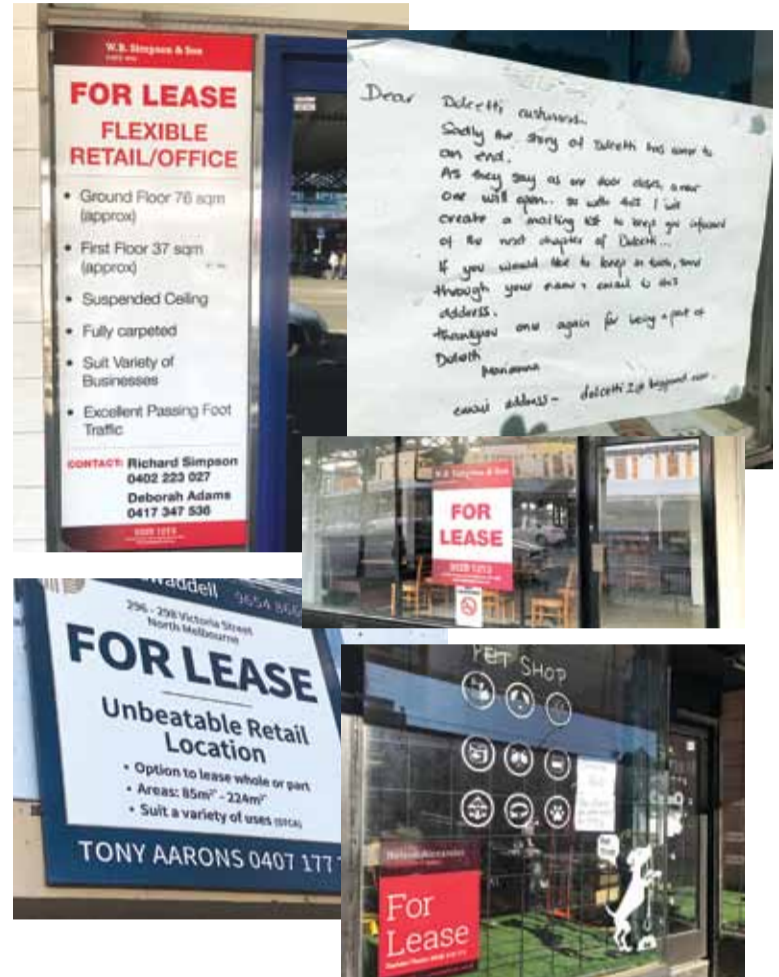 W.B. Simpson & Son
FOR LEASE
FLEXIBLE
RETAIL/OFFICE
• Ground Floor 76 sqm
(approx)
• First Floor 37 sqm
(approx)
• Suspended Ceiling
• Fully carpeted
• Suit Variety of
Businesses
• Excellent Passing Foot
Traffic
CONTACT: Richard Simpson
0402 223 027
Deborah Adams
0417 347 536
Dear Dolcetti customers..
Sadly the story of Dolcetti has come to
an end.
As they say as one door closes, a new
one will open.. so with this I will
create a mailing list to keep you informed
of the next chapter of Dolcetti...
If you would like to keep in touch, send
through your name & email to this
address.
thankyou once again for being a part of
Dolcetti
Marianna
email address -
W.B. Simpson & Son
FOR
LEASE
Waddell
296 - 298 Victoria Street
North Melbourne
FOR LEASE
Unbeatable Retail
Location
• Option to lease whole or part
• Areas: 85m² - 224m²
• Suit a variety of uses (STCA)
TONY AARONS 0407 177
PET SHOP
Nelson Alexander
For
Lease